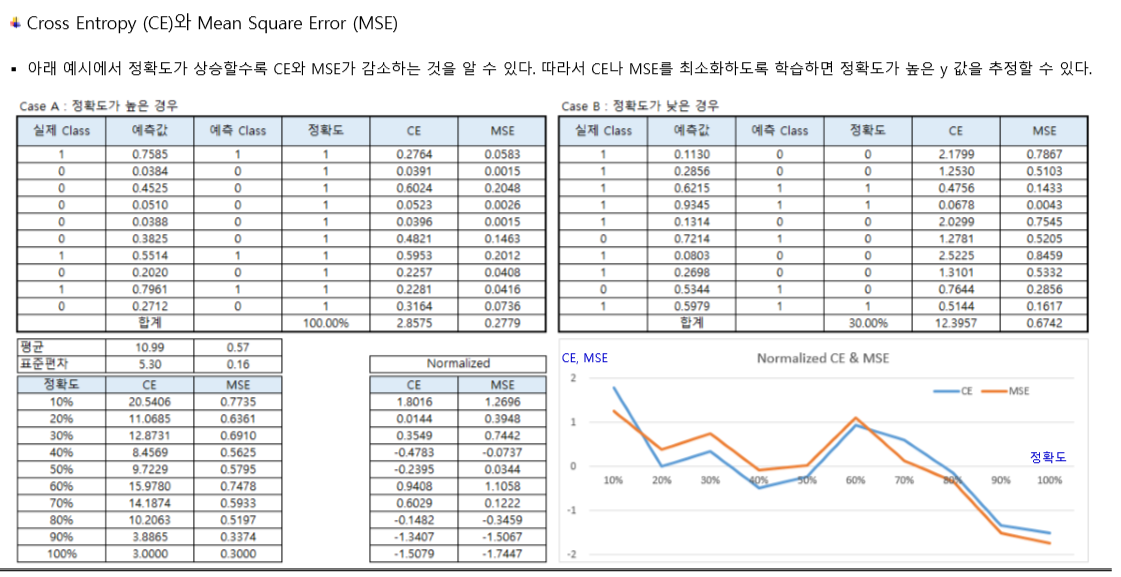 Cross Entropy (CE)와 Mean Square Error (MSE)
▪ 아래 예시에서 정확도가 상승할수록 CE와 MSE가 감소하는 것을 알 수 있다. 따라서 CE나 MSE를 최소화하도록 학습하면 정확도가 높은 y 값을 추정할 수 있다.
Case A : 정확도가 높은 경우
실제 Class 예측값 예측 Class 정확도 CE MSE
1 0.7585 1 1 0.2764 0.0583
0 0.0384 0 1 0.0391 0.0015
0 0.4525 0 1 0.6024 0.2048
0 0.0510 0 1 0.0523 0.0026
0 0.0388 0 1 0.0396 0.0015
0 0.3825 0 1 0.4821 0.1463
1 0.5514 1 1 0.5953 0.2012
0 0.2020 0 1 0.2257 0.0408
1 0.7961 1 1 0.2281 0.0416
0 0.2712 0 1 0.3164 0.0736
합계 100.00% 2.8575 0.2779
Case B : 정확도가 낮은 경우
실제 Class 예측값 예측 Class 정확도 CE MSE
1 0.1130 0 0 2.1799 0.7867
1 0.2856 0 0 1.2530 0.5103
1 0.6215 1 1 0.4756 0.1433
1 0.9345 1 1 0.0678 0.0043
1 0.1314 0 0 2.0299 0.7545
0 0.7214 1 0 1.2781 0.5205
1 0.0803 0 0 2.5225 0.8459
1 0.2698 0 0 1.3101 0.5332
0 0.5344 1 0 0.7644 0.2856
1 0.5979 1 1 0.5144 0.1617
합계 30.00% 12.3957 0.6742
평균 10.99 0.57
표준편차 5.30 0.16
정확도 CE MSE
10% 20.5406 0.7735
20% 11.0685 0.6361
30% 12.8731 0.6910
40% 8.4569 0.5625
50% 9.7229 0.5795
60% 15.9780 0.7478
70% 14.1874 0.5933
80% 10.2063 0.5197
90% 3.8865 0.3374
100% 3.0000 0.3000
Normalized
CE MSE
1.8016 1.2696
0.0144 0.3948
0.3549 0.7442
-0.4783 -0.0737
-0.2395 0.0344
0.9408 1.1058
0.6029 0.1222
-0.1482 -0.3459
-1.3407 -1.5067
-1.5079 -1.7447
CE, MSE
Normalized CE & MSE
CE MSE
2
1
0
-1
-2
정확도
10% 20% 30% 40% 50% 60% 70% 80% 90% 100%